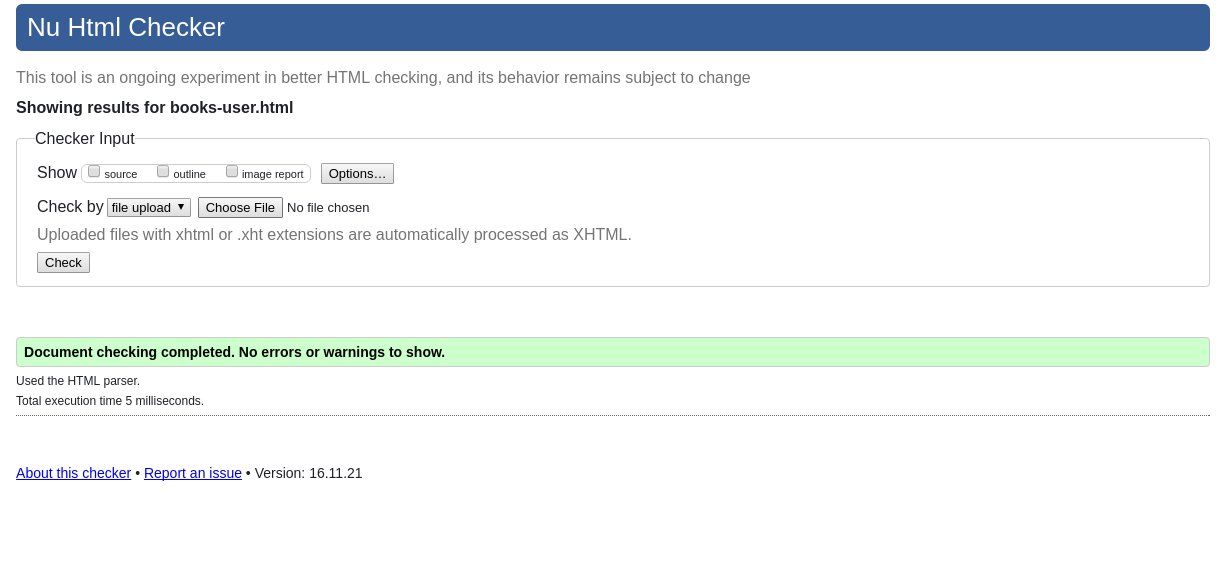 Nu Html Checker
This tool is an ongoing experiment in better HTML checking, and its behavior remains subject to change
Showing results for books-user.html
Checker Input
Show source outline image report Options…
Check by file upload ▼ Choose File No file chosen
Uploaded files with xhtml or .xht extensions are automatically processed as XHTML.
Check
Document checking completed. No errors or warnings to show.
Used the HTML parser.
Total execution time 5 milliseconds.
About this checker • Report an issue • Version: 16.11.21